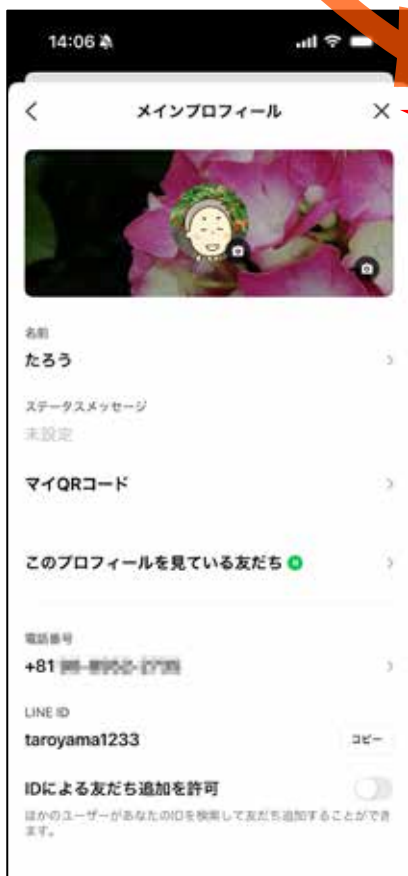 14:06
メインプロフィール
名前
たろう
ステータスメッセージ
未設定
マイQRコード
このプロフィールを見ている友だち
電話番号
+81
LINE ID
taroyama1233
コピー
IDによる友だち追加を許可
ほかのユーザーがあなたのIDを検索して友だち追加することができ
ます。